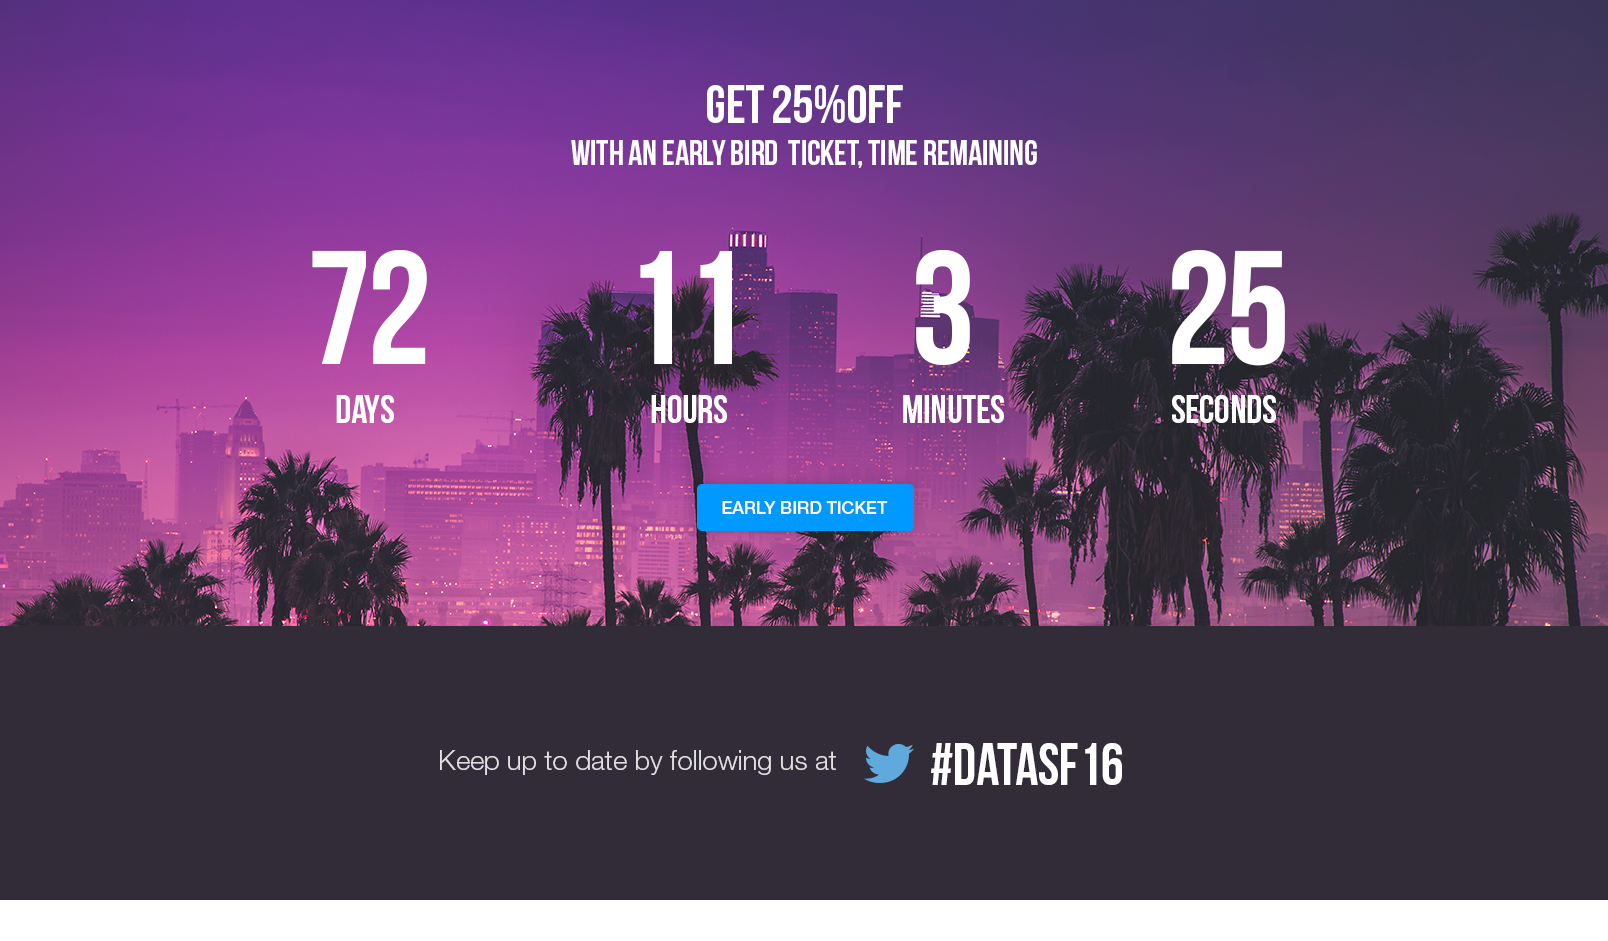 GET 25%OFF
WITH AN EARLY BIRD TICKET, TIME REMAINING
72 11 3 25
DAYS HOURS MINUTES SECONDS
EARLY BIRD TICKET
Keep up to date by following us at #DATASF16